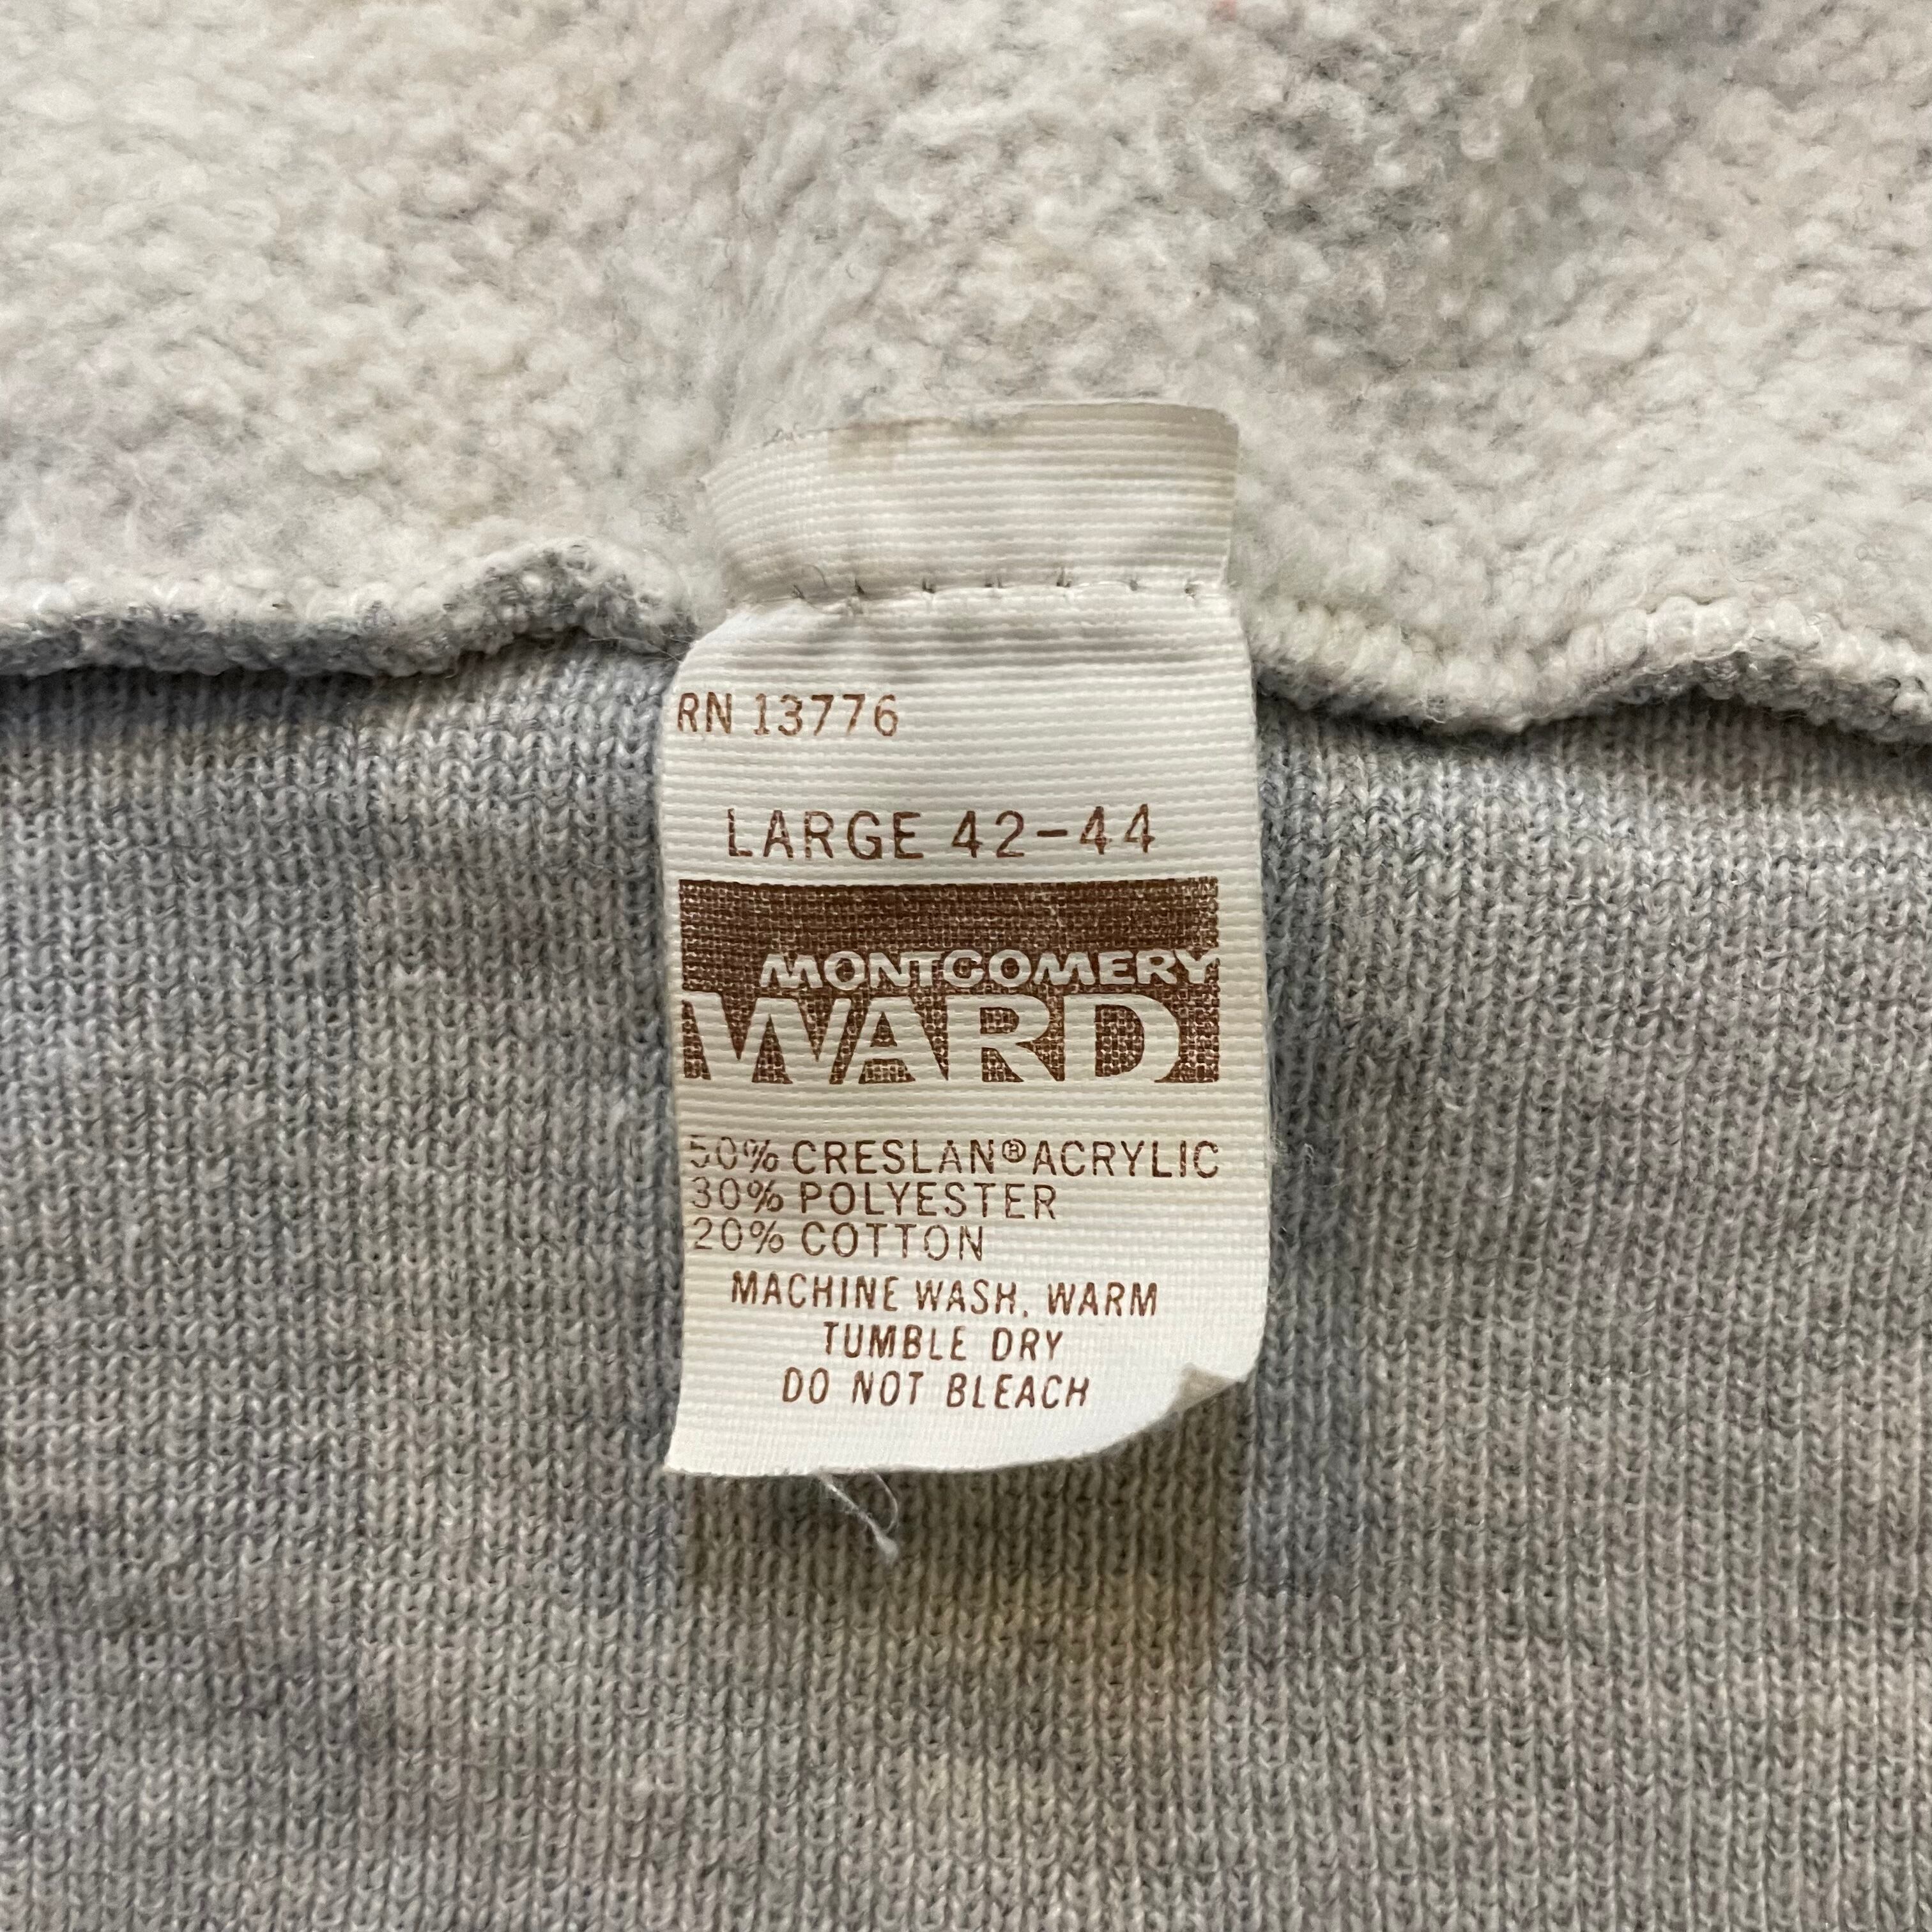 RN 13776
LARGE 42-44
MONTGOMERY
WARD
50% CRESLAN® ACRYLIC
30% POLYESTER
20% COTTON
MACHINE WASH, WARM
TUMBLE DRY
DO NOT BLEACH